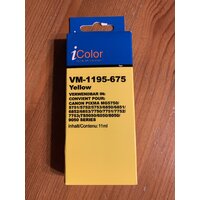 iColor
VM-1195-675
Yellow
VERWENDBAR IN:
CONVIENT POUR:
CANON PIXMA MG5750/
5751/5752/5753/6850/6851/
6852/6853/7750/7751/7752/
7753/TS5050/6050/8050/
9050 SERIES
Inhalt/Contenu: 11ml